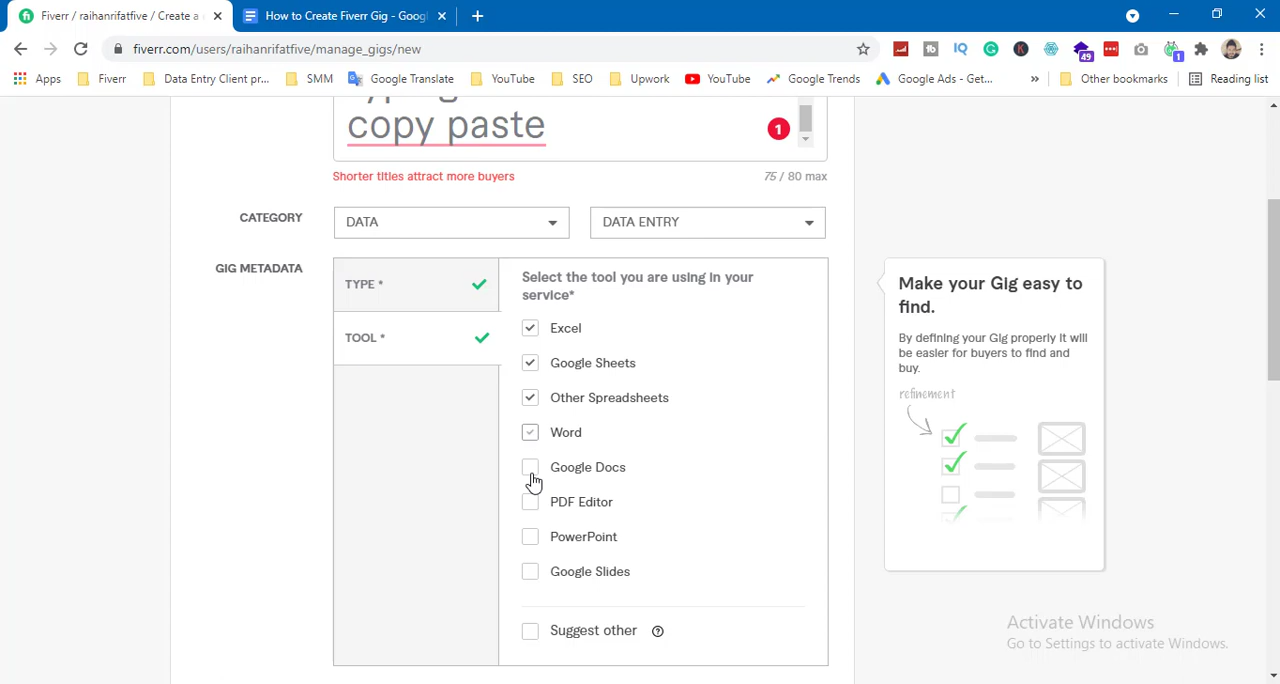 Fiverr / raihanrifatfive / Create a
How to Create Fiverr Gig - Goog
fiverr.com/users/raihanrifatfive/manage_gigs/new
49
1
Apps
Fiverr
Data Entry Client pr...
SMM
Google Translate
YouTube
SEO
Upwork
YouTube
Google Trends
Google Ads - Get...
»
Other bookmarks
Reading list
copy paste
1
Shorter titles attract more buyers
75 / 80 max
CATEGORY
DATA
DATA ENTRY
GIG METADATA
TYPE *
TOOL *
Select the tool you are using in your
service*
Excel
Google Sheets
Other Spreadsheets
Word
Google Docs
PDF Editor
PowerPoint
Google Slides
Suggest other
Make your Gig easy to
find.
By defining your Gig properly it will
be easier for buyers to find and
buy.
refinement
Activate Windows
Go to Settings to activate Windows.